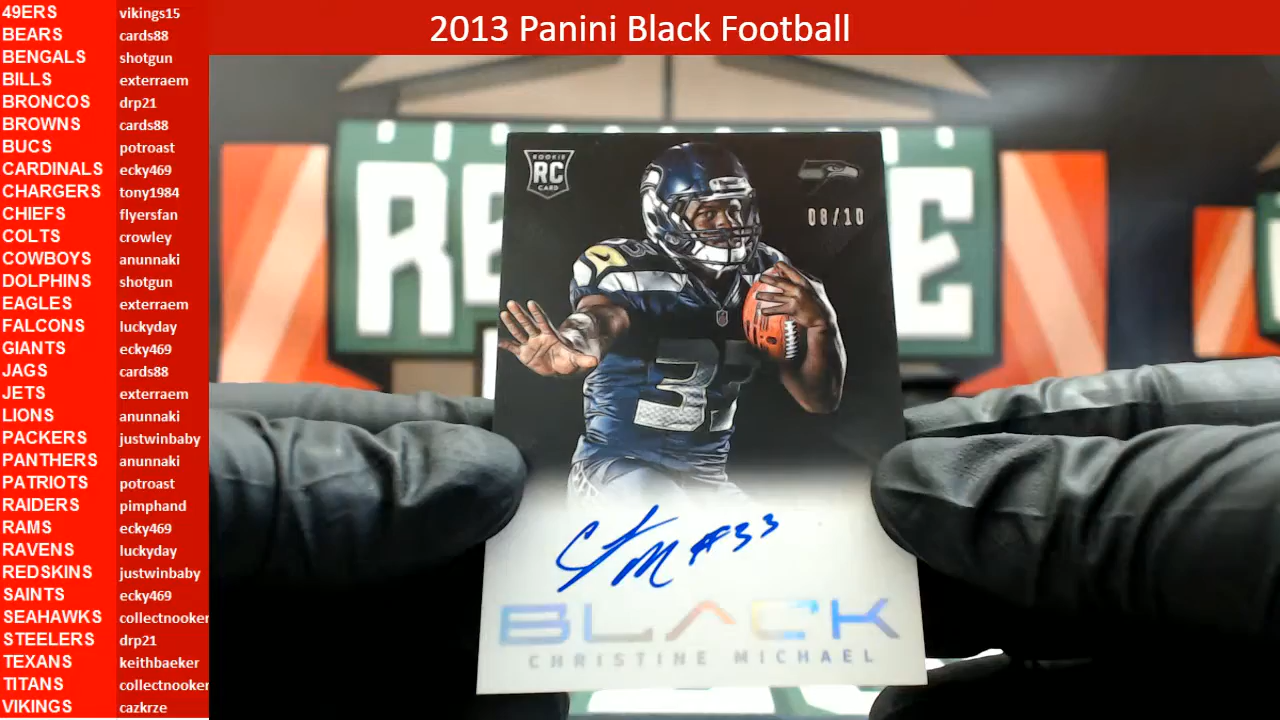 2013 Panini Black Football
49ERS vikings15
BEARS cards88
BENGALS shotgun
BILLS exterraem
BRONCOS drp21
BROWNS cards88
BUCS potroast
CARDINALS ecky469
CHARGERS tony1984
CHIEFS flyersfan
COLTS crowley
COWBOYS anunnaki
DOLPHINS shotgun
EAGLES exterraem
FALCONS luckyday
GIANTS ecky469
JAGS cards88
JETS exterraem
LIONS anunnaki
PACKERS justwinbaby
PANTHERS anunnaki
PATRIOTS potroast
RAIDERS pimphand
RAMS ecky469
RAVENS luckyday
REDSKINS justwinbaby
SAINTS ecky469
SEAHAWKS collectnooker
STEELERS drp21
TEXANS keithbaeker
TITANS collectnooker
VIKINGS cazkrze
ROOKIE
RC
CARD
08/10
33
#33
BLACK
CHRISTINE MICHAEL